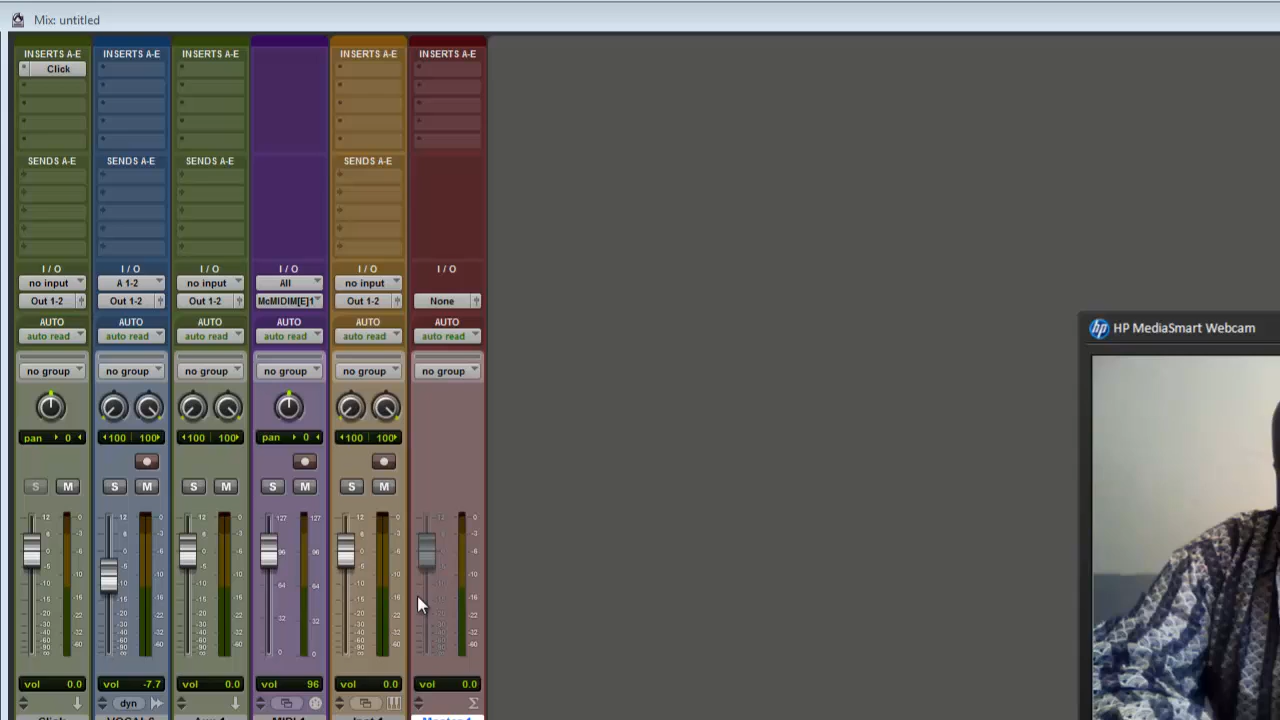 Mix: untitled
INSERTS A-E INSERTS A-E INSERTS A-E INSERTS A-E INSERTS A-E
Click
SENDS A-E SENDS A-E SENDS A-E SENDS A-E
I / O I / O I / O I / O I / O I / O
no input A 1-2 no input All no input
Out 1-2 Out 1-2 Out 1-2 McMIDIM[E]1 Out 1-2 None
AUTO AUTO AUTO AUTO AUTO AUTO
auto read auto read auto read auto read auto read auto read
no group no group no group no group no group no group
pan 0 100 100 100 100 pan 0 100 100
S M S M S M S M S M
vol 0.0 vol -7.7 vol 0.0 vol 96 vol 0.0 vol 0.0
dyn
HP MediaSmart Webcam
hp